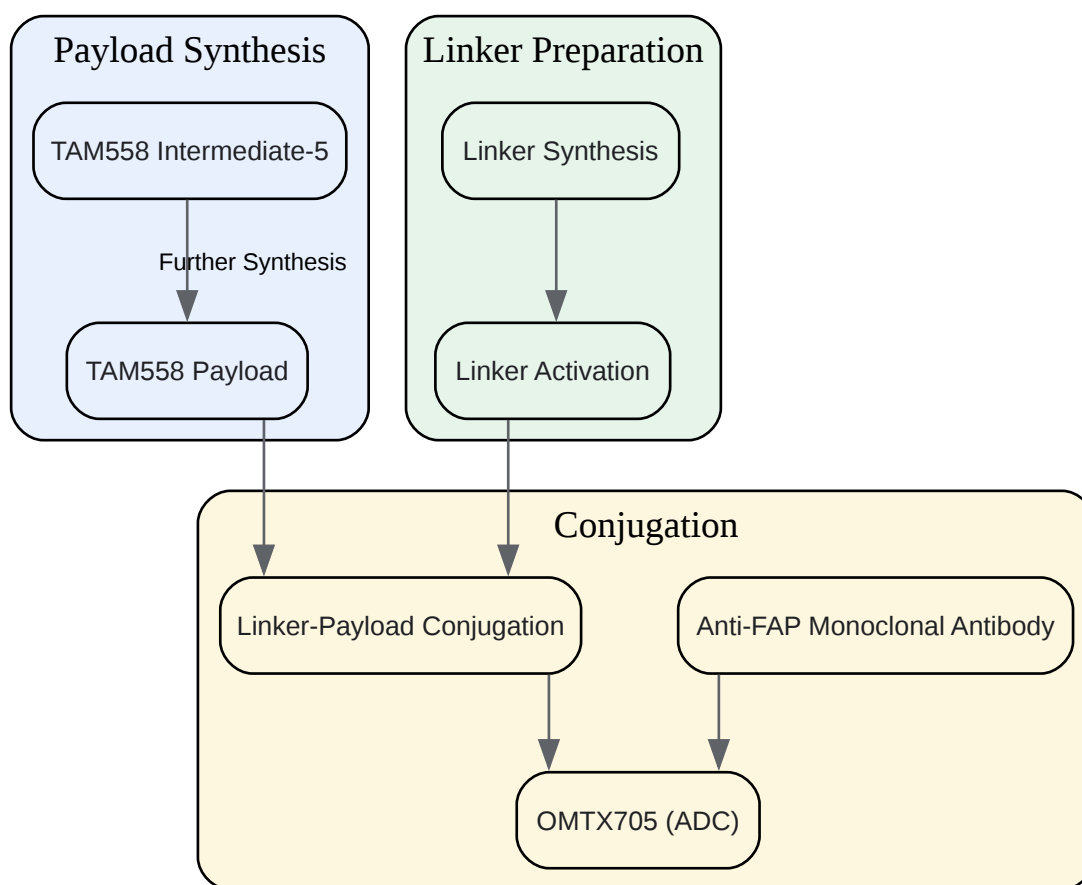 Payload Synthesis
TAM558 Intermediate-5
Further Synthesis
TAM558 Payload
Linker Preparation
Linker Synthesis
Linker Activation
Conjugation
Linker-Payload Conjugation
Anti-FAP Monoclonal Antibody
OMTX705 (ADC)